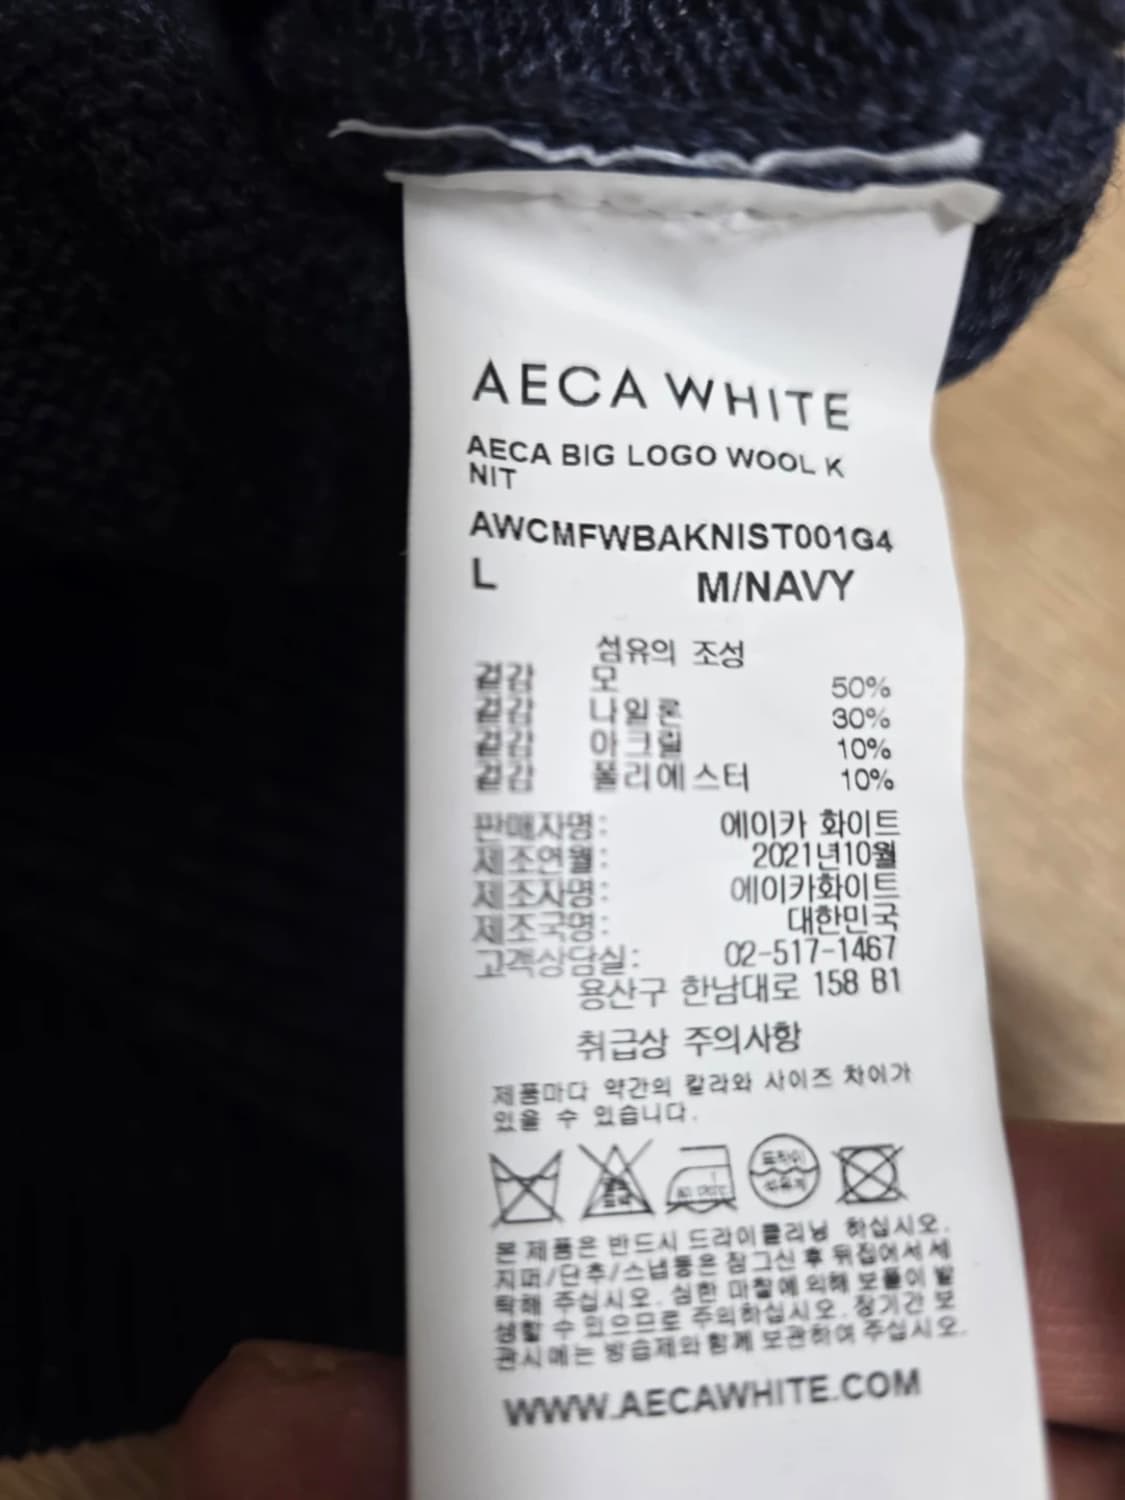 AECA WHITE
AECA BIG LOGO WOOL K
NIT
AWCMFWBAKNIST001G4
L M/NAVY
섬유의 조성
겉감 모 50%
겉감 나일론 30%
겉감 아크릴 10%
겉감 폴리에스터 10%
판매자명: 에이카 화이트
제조연월: 2021년10월
제조자명: 에이카화이트
제조국명: 대한민국
고객상담실: 02-517-1467
용산구 한남대로 158 B1
취급상 주의사항
제품마다 약간의 칼라와 사이즈 차이가
있을 수 있습니다.
본 제품은 반드시 드라이클리닝 하십시오.
지퍼/단추/스냅등은 잠그신 후 뒤집어서 세
탁해 주십시오. 심한 마찰에 의해 보풀이 발
생할 수 있으므로 주의하십시오. 장기간 보
관시에는 방습제와 함께 보관하여 주십시오.
WWW.AECAWHITE.COM